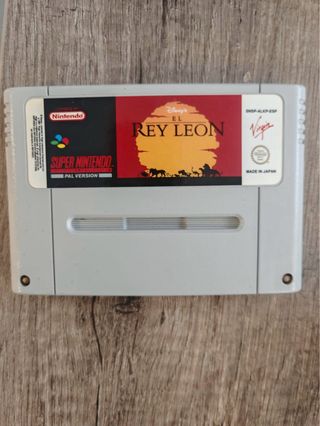 Nintendo
SUPER NINTENDO
PAL VERSION
Disney's
EL
REY LEON
SNSP-ALKP-ESP
Virgin
MADE IN JAPAN